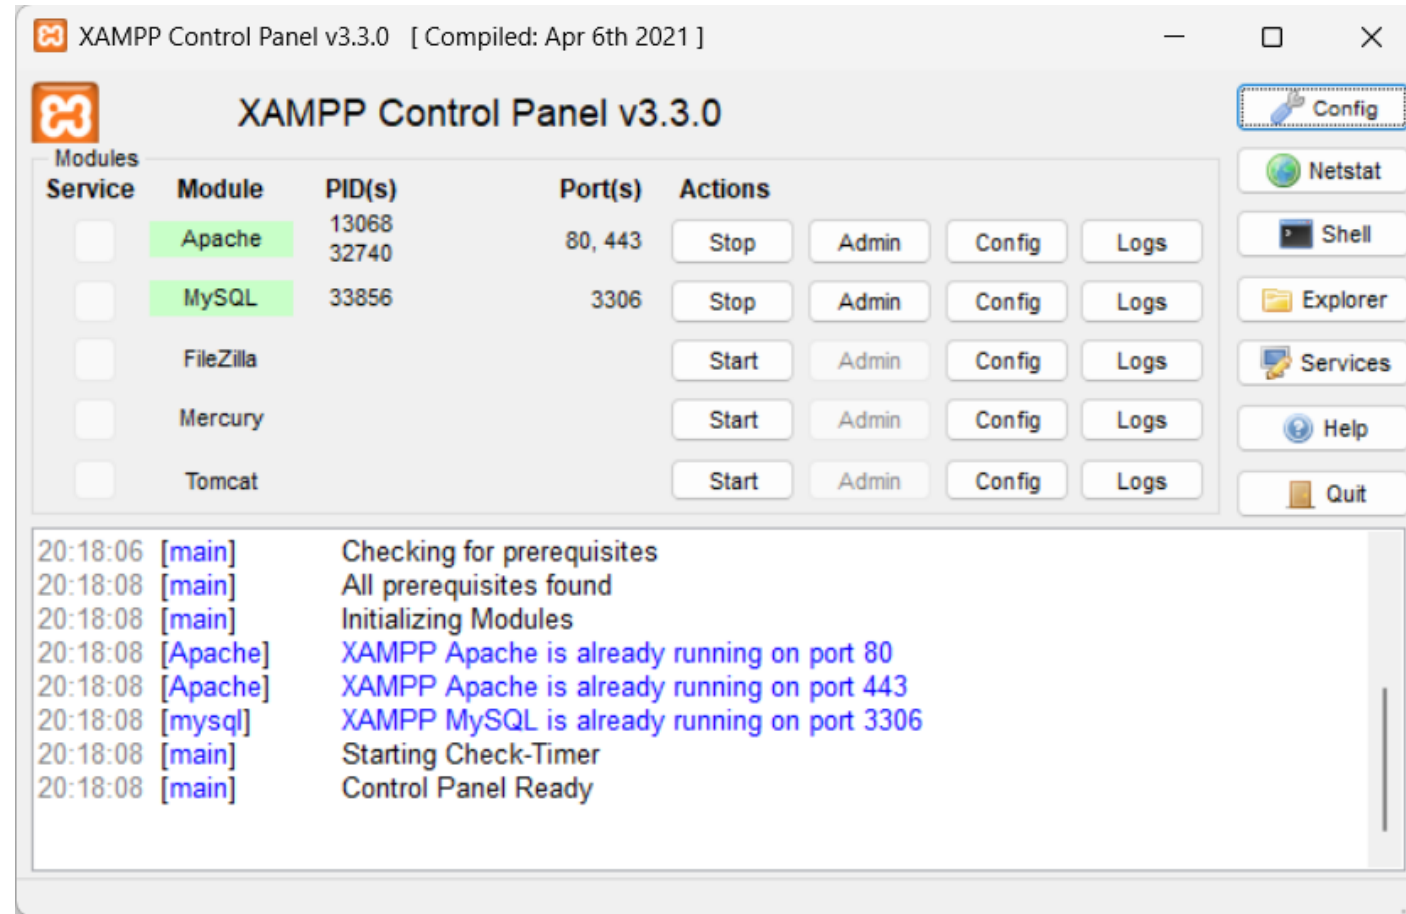 XAMPP Control Panel v3.3.0 [ Compiled: Apr 6th 2021 ]
XAMPP Control Panel v3.3.0
Config
Modules
Netstat
Service Module PID(s) Port(s) Actions
Apache 13068 32740 80, 443 Stop Admin Config Logs
Shell
MySQL 33856 3306 Stop Admin Config Logs
Explorer
FileZilla Start Admin Config Logs
Services
Mercury Start Admin Config Logs
Help
Tomcat Start Admin Config Logs
Quit
20:18:06 [main] Checking for prerequisites
20:18:08 [main] All prerequisites found
20:18:08 [main] Initializing Modules
20:18:08 [Apache] XAMPP Apache is already running on port 80
20:18:08 [Apache] XAMPP Apache is already running on port 443
20:18:08 [mysql] XAMPP MySQL is already running on port 3306
20:18:08 [main] Starting Check-Timer
20:18:08 [main] Control Panel Ready